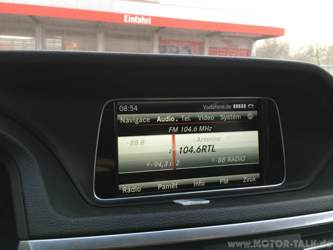 Einfahrt
08:54 Vodafone.de
Navigace Audio Tel. Video Systém
FM 104.6 MHz
104.6RTL
Rádio Paměť Info FM Zvuk
www.MOTOR-TALK.de